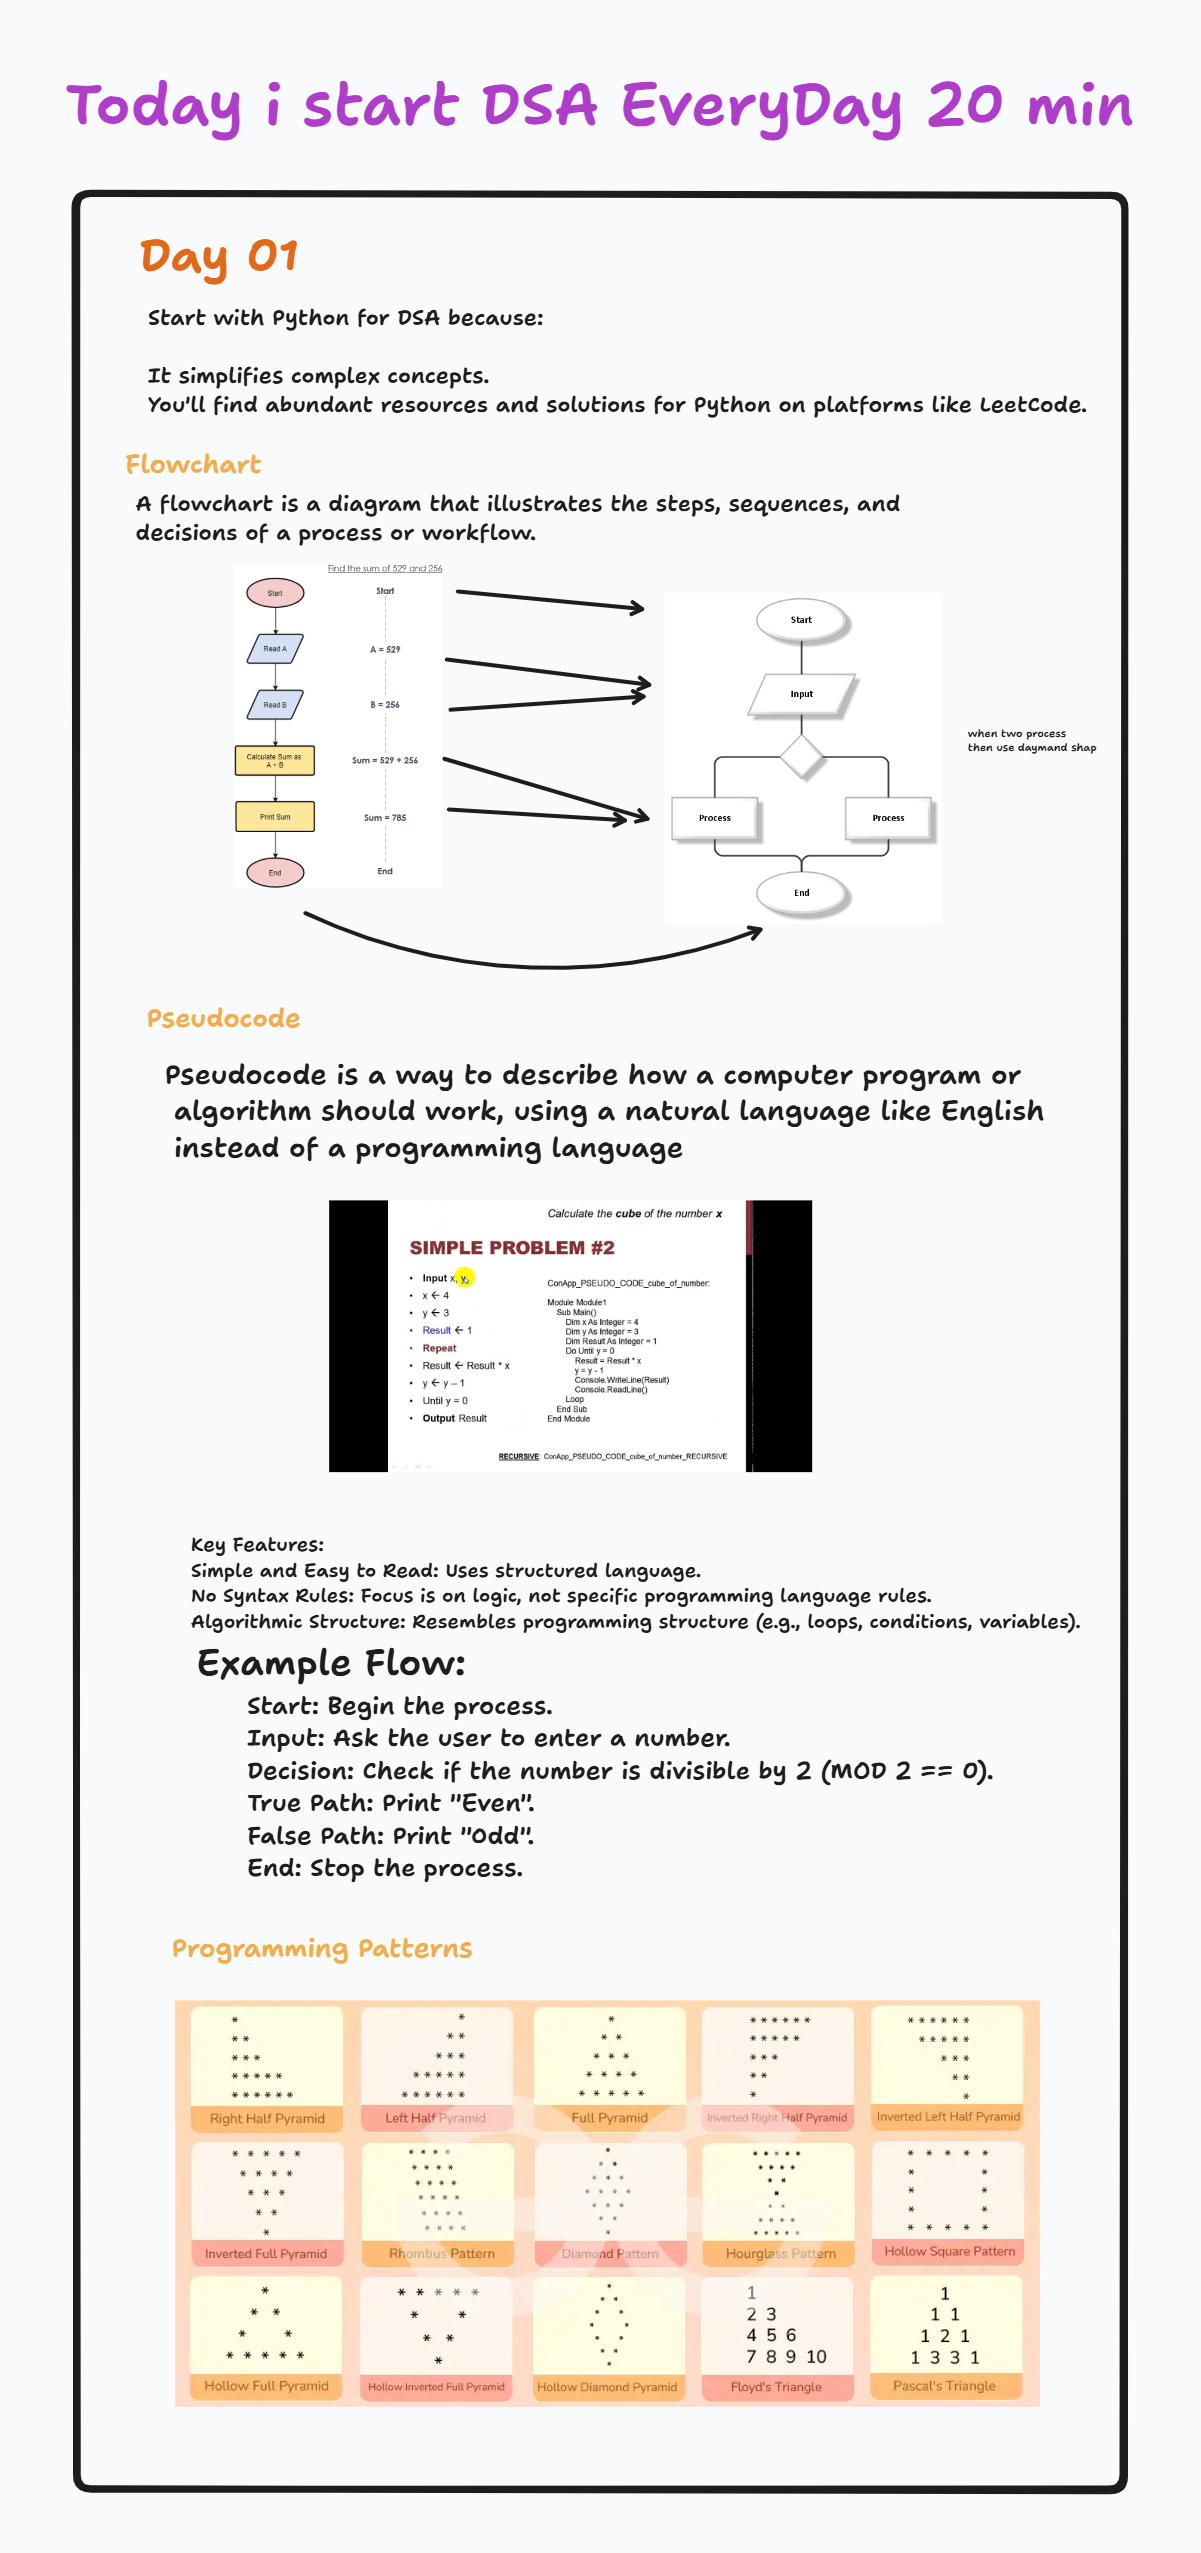 Today i start DSA EveryDay 20 min
Day 01
Start with Python for DSA because:
It simplifies complex concepts.
You'll find abundant resources and solutions for Python on platforms like LeetCode.
Flowchart
A flowchart is a diagram that illustrates the steps, sequences, and
decisions of a process or workflow.
Find the sum of 529 and 256
Start
Read A
Read B
Calculate Sum as
A + B
Print Sum
End
Start
A = 529
B = 256
Sum = 529 + 256
Sum = 785
End
Start
Input
Process
Process
End
when two process
then use daymand shap
Pseudocode
Pseudocode is a way to describe how a computer program or
algorithm should work, using a natural language like English
instead of a programming language
Calculate the cube of the number x
SIMPLE PROBLEM #2
• Input x, y,
• x ← 4
• y ← 3
• Result ← 1
• Repeat
• Result ← Result * x
• y ← y – 1
• Until y = 0
• Output Result
ConApp_PSEUDO_CODE_cube_of_number:
Module Module1
Sub Main()
Dim x As Integer = 4
Dim y As Integer = 3
Dim Result As Integer = 1
Do Until y = 0
Result = Result * x
y = y - 1
Console.WriteLine(Result)
Console.ReadLine()
Loop
End Sub
End Module
RECURSIVE: ConApp_PSEUDO_CODE_cube_of_number_RECURSIVE
Key Features:
Simple and Easy to Read: Uses structured language.
No Syntax Rules: Focus is on logic, not specific programming language rules.
Algorithmic Structure: Resembles programming structure (e.g., loops, conditions, variables).
Example Flow:
Start: Begin the process.
Input: Ask the user to enter a number.
Decision: Check if the number is divisible by 2 (MOD 2 == 0).
True Path: Print "Even".
False Path: Print "Odd".
End: Stop the process.
Programming Patterns
Right Half Pyramid
Left Half Pyramid
Full Pyramid
Inverted Right Half Pyramid
Inverted Left Half Pyramid
Inverted Full Pyramid
Rhombus Pattern
Diamond Pattern
Hourglass Pattern
Hollow Square Pattern
Hollow Full Pyramid
Hollow Inverted Full Pyramid
Hollow Diamond Pyramid
1
2 3
4 5 6
7 8 9 10
Floyd's Triangle
1
1 1
1 2 1
1 3 3 1
Pascal's Triangle